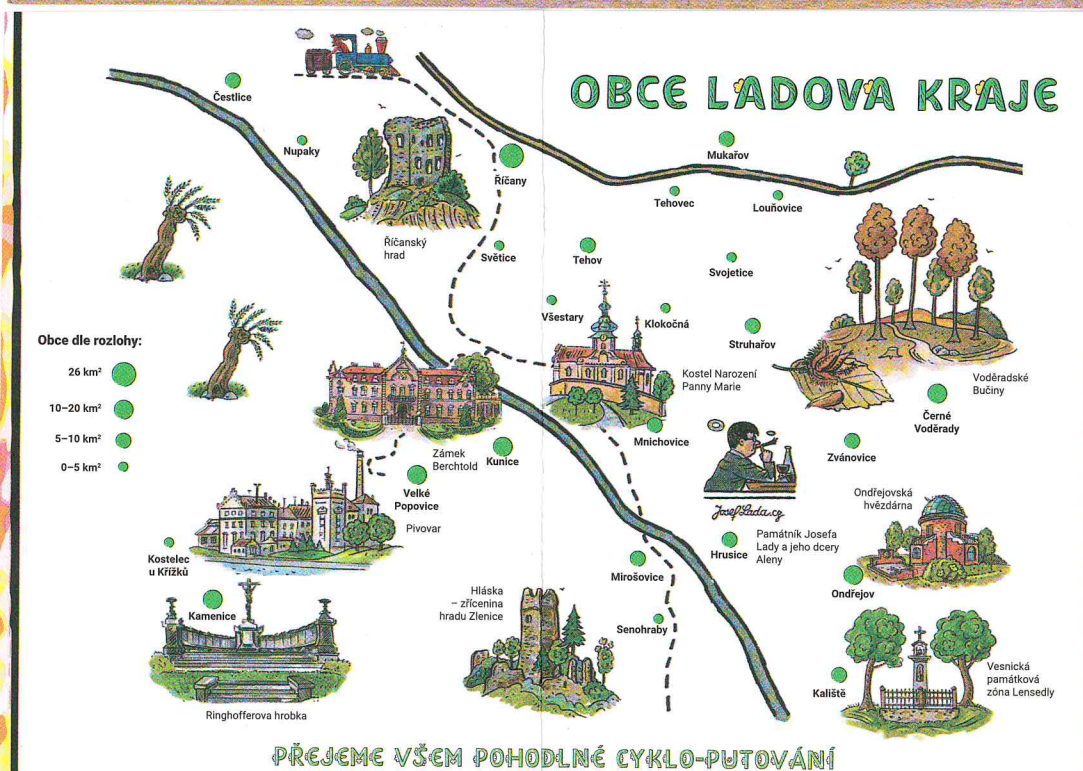 OBCE LADOVA KRAJE
Čestlice
Nupaky
Říčany
Mukařov
Tehovec
Louňovice
Říčanský
hrad
Světice
Tehov
Svojetice
Všestary
Klokočná
Struhařov
Obce dle rozlohy:
26 km²
10–20 km²
5–10 km²
0–5 km²
Kostel Narození
Panny Marie
Voděradské
Bučiny
Černé
Voděrady
Mnichovice
Zvánovice
Zámek
Berchtold
Kunice
Velké
Popovice
Pivovar
Josef Lada
Ondřejovská
hvězdárna
Kostelec
u Křížků
Hrusice
Památník Josefa
Lady a jeho dcery
Aleny
Mirošovice
Ondřejov
Kamenice
Hláska
– zřícenina
hradu Zlenice
Senohraby
Kaliště
Vesnická
památková
zóna Lensedly
Ringhofferova hrobka
PŘEJEME VŠEM POHODLNÉ CYKLO-PUTOVÁNÍ